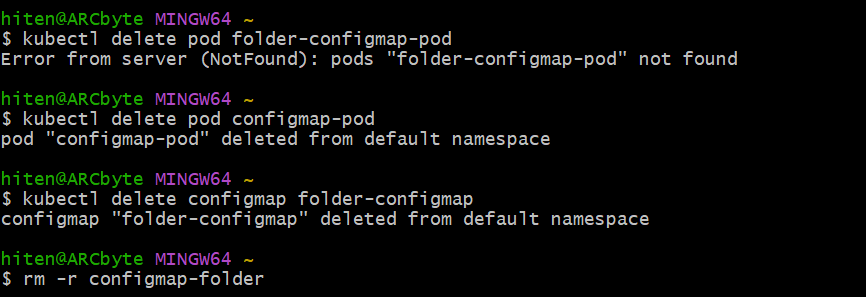 hiten@ARCbyte MINGW64 ~
$ kubectl delete pod folder-configmap-pod
Error from server (NotFound): pods "folder-configmap-pod" not found
hiten@ARCbyte MINGW64 ~
$ kubectl delete pod configmap-pod
pod "configmap-pod" deleted from default namespace
hiten@ARCbyte MINGW64 ~
$ kubectl delete configmap folder-configmap
configmap "folder-configmap" deleted from default namespace
hiten@ARCbyte MINGW64 ~
$ rm -r configmap-folder